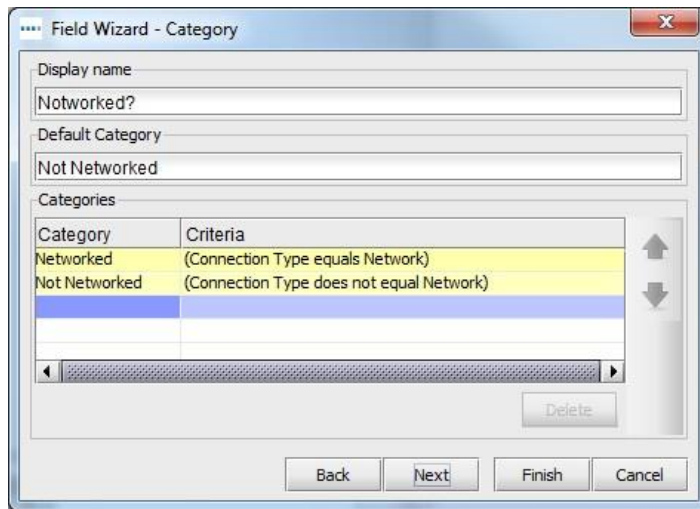 Field Wizard - Category
Display name
Notworked?
Default Category
Not Networked
Categories
Category Criteria
Networked (Connection Type equals Network)
Not Networked (Connection Type does not equal Network)
Delete
Back Next Finish Cancel